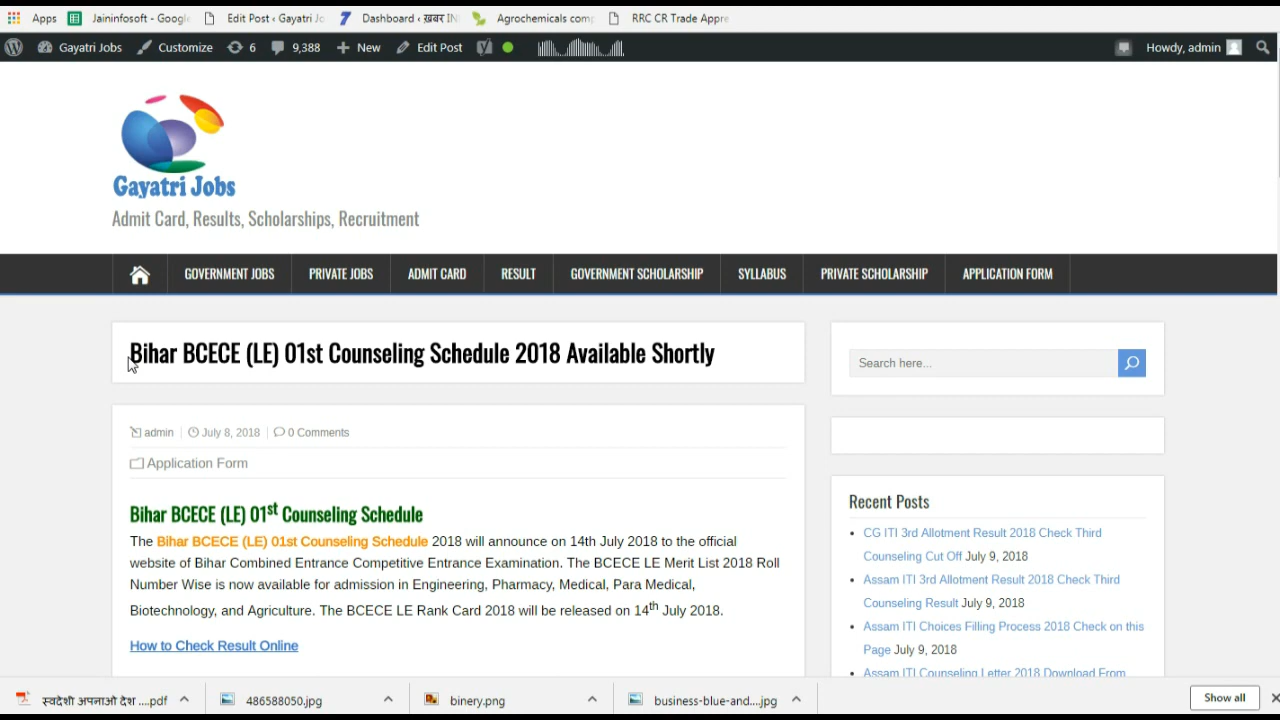 Apps Jaininfosoft - Google Edit Post ‹ Gayatri Jo Dashboard ‹ ख़बर IN Agrochemicals comp RRC CR Trade Appre
Gayatri Jobs Customize 6 9,388 New Edit Post Howdy, admin
Gayatri Jobs
Admit Card, Results, Scholarships, Recruitment
GOVERNMENT JOBS PRIVATE JOBS ADMIT CARD RESULT GOVERNMENT SCHOLARSHIP SYLLABUS PRIVATE SCHOLARSHIP APPLICATION FORM
Bihar BCECE (LE) 01st Counseling Schedule 2018 Available Shortly
admin July 8, 2018 0 Comments
Application Form
Bihar BCECE (LE) 01st Counseling Schedule
The Bihar BCECE (LE) 01st Counseling Schedule 2018 will announce on 14th July 2018 to the official
website of Bihar Combined Entrance Competitive Entrance Examination. The BCECE LE Merit List 2018 Roll
Number Wise is now available for admission in Engineering, Pharmacy, Medical, Para Medical,
Biotechnology, and Agriculture. The BCECE LE Rank Card 2018 will be released on 14th July 2018.
How to Check Result Online
Search here...
Recent Posts
CG ITI 3rd Allotment Result 2018 Check Third
Counseling Cut Off July 9, 2018
Assam ITI 3rd Allotment Result 2018 Check Third
Counseling Result July 9, 2018
Assam ITI Choices Filling Process 2018 Check on this
Page July 9, 2018
Assam ITI Counseling Letter 2018 Download From
स्वदेशी अपनाओ देश ....pdf 486588050.jpg binery.png business-blue-and....jpg Show all